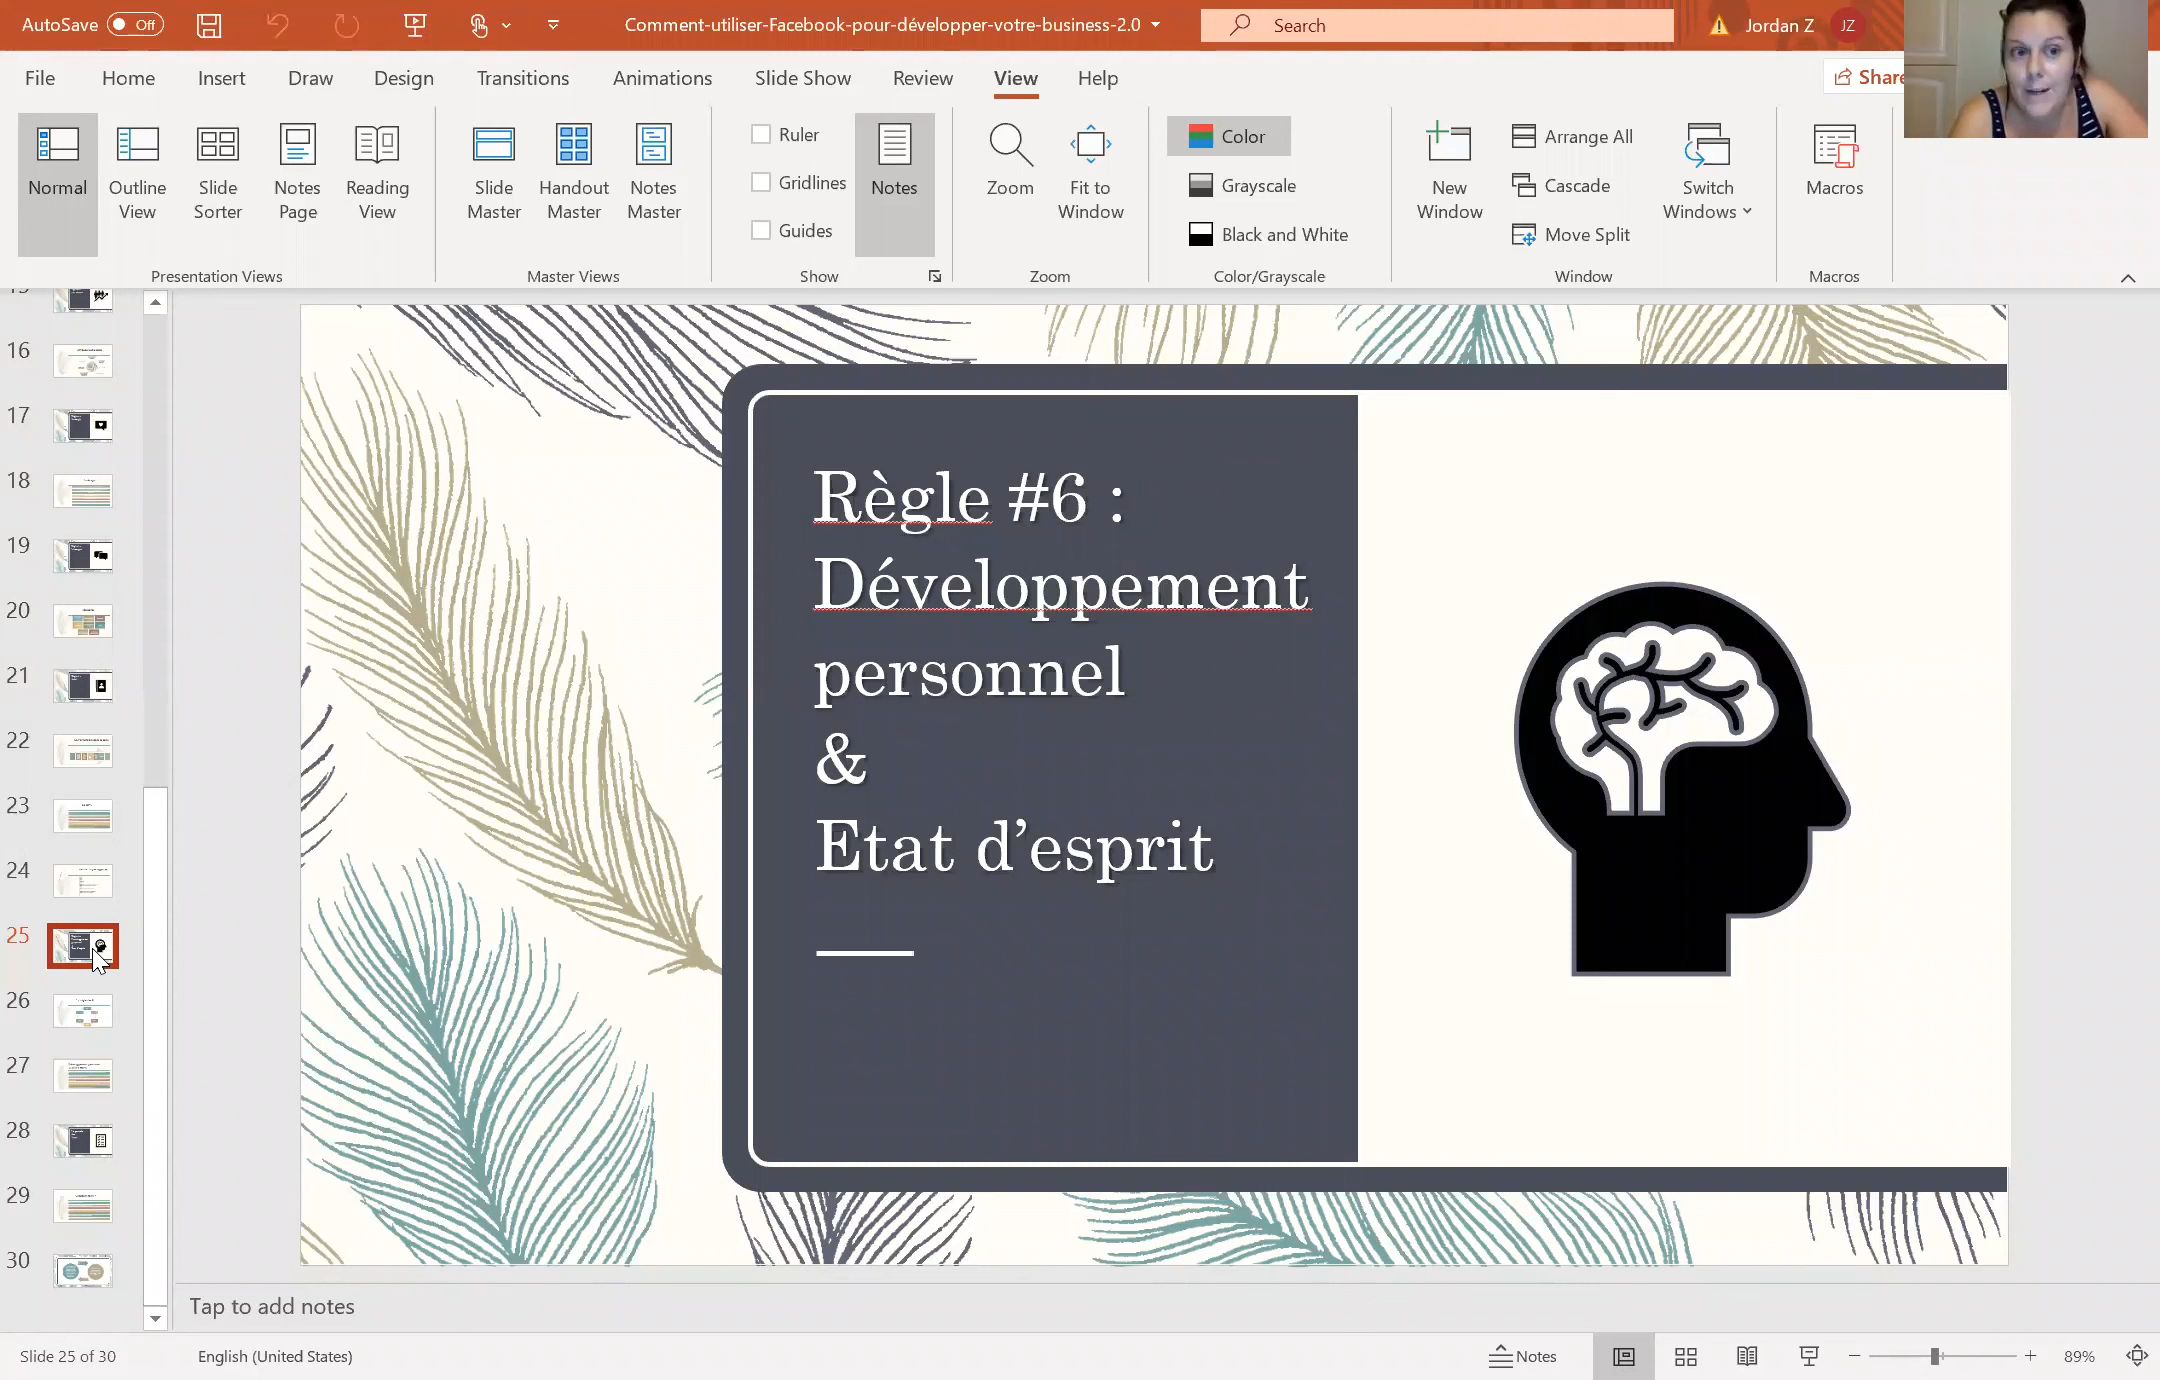 AutoSave Off
Comment-utiliser-Facebook-pour-développer-votre-business-2.0
Search
Jordan Z
JZ
File
Home
Insert
Draw
Design
Transitions
Animations
Slide Show
Review
View
Help
Share
Normal
Outline View
Slide Sorter
Notes Page
Reading View
Presentation Views
Slide Master
Handout Master
Notes Master
Master Views
Ruler
Gridlines
Guides
Notes
Show
Zoom
Fit to Window
Zoom
Color
Grayscale
Black and White
Color/Grayscale
New Window
Arrange All
Cascade
Move Split
Switch Windows
Window
Macros
Macros
16
17
18
19
20
21
22
23
24
25
26
27
28
29
30
Règle #6 :
Développement
personnel
&
Etat d’esprit
Tap to add notes
Slide 25 of 30
English (United States)
Notes
89%